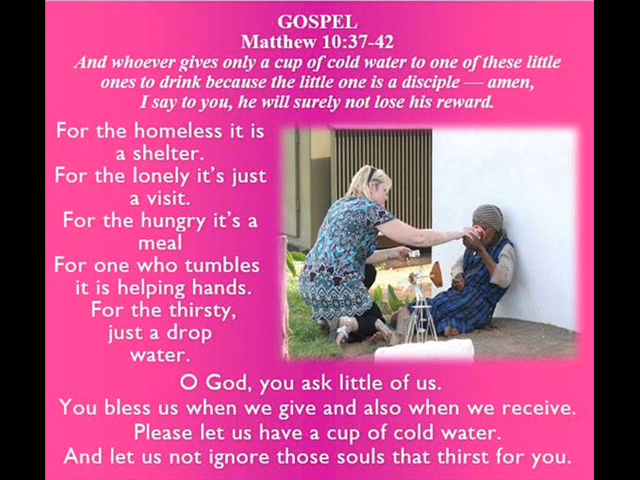 GOSPEL
Matthew 10:37-42
And whoever gives only a cup of cold water to one of these little
ones to drink because the little one is a disciple — amen,
I say to you, he will surely not lose his reward.
For the homeless it is
a shelter.
For the lonely it's just
a visit.
For the hungry it's a
meal
For one who tumbles
it is helping hands.
For the thirsty,
just a drop
water.
O God, you ask little of us.
You bless us when we give and also when we receive.
Please let us have a cup of cold water.
And let us not ignore those souls that thirst for you.